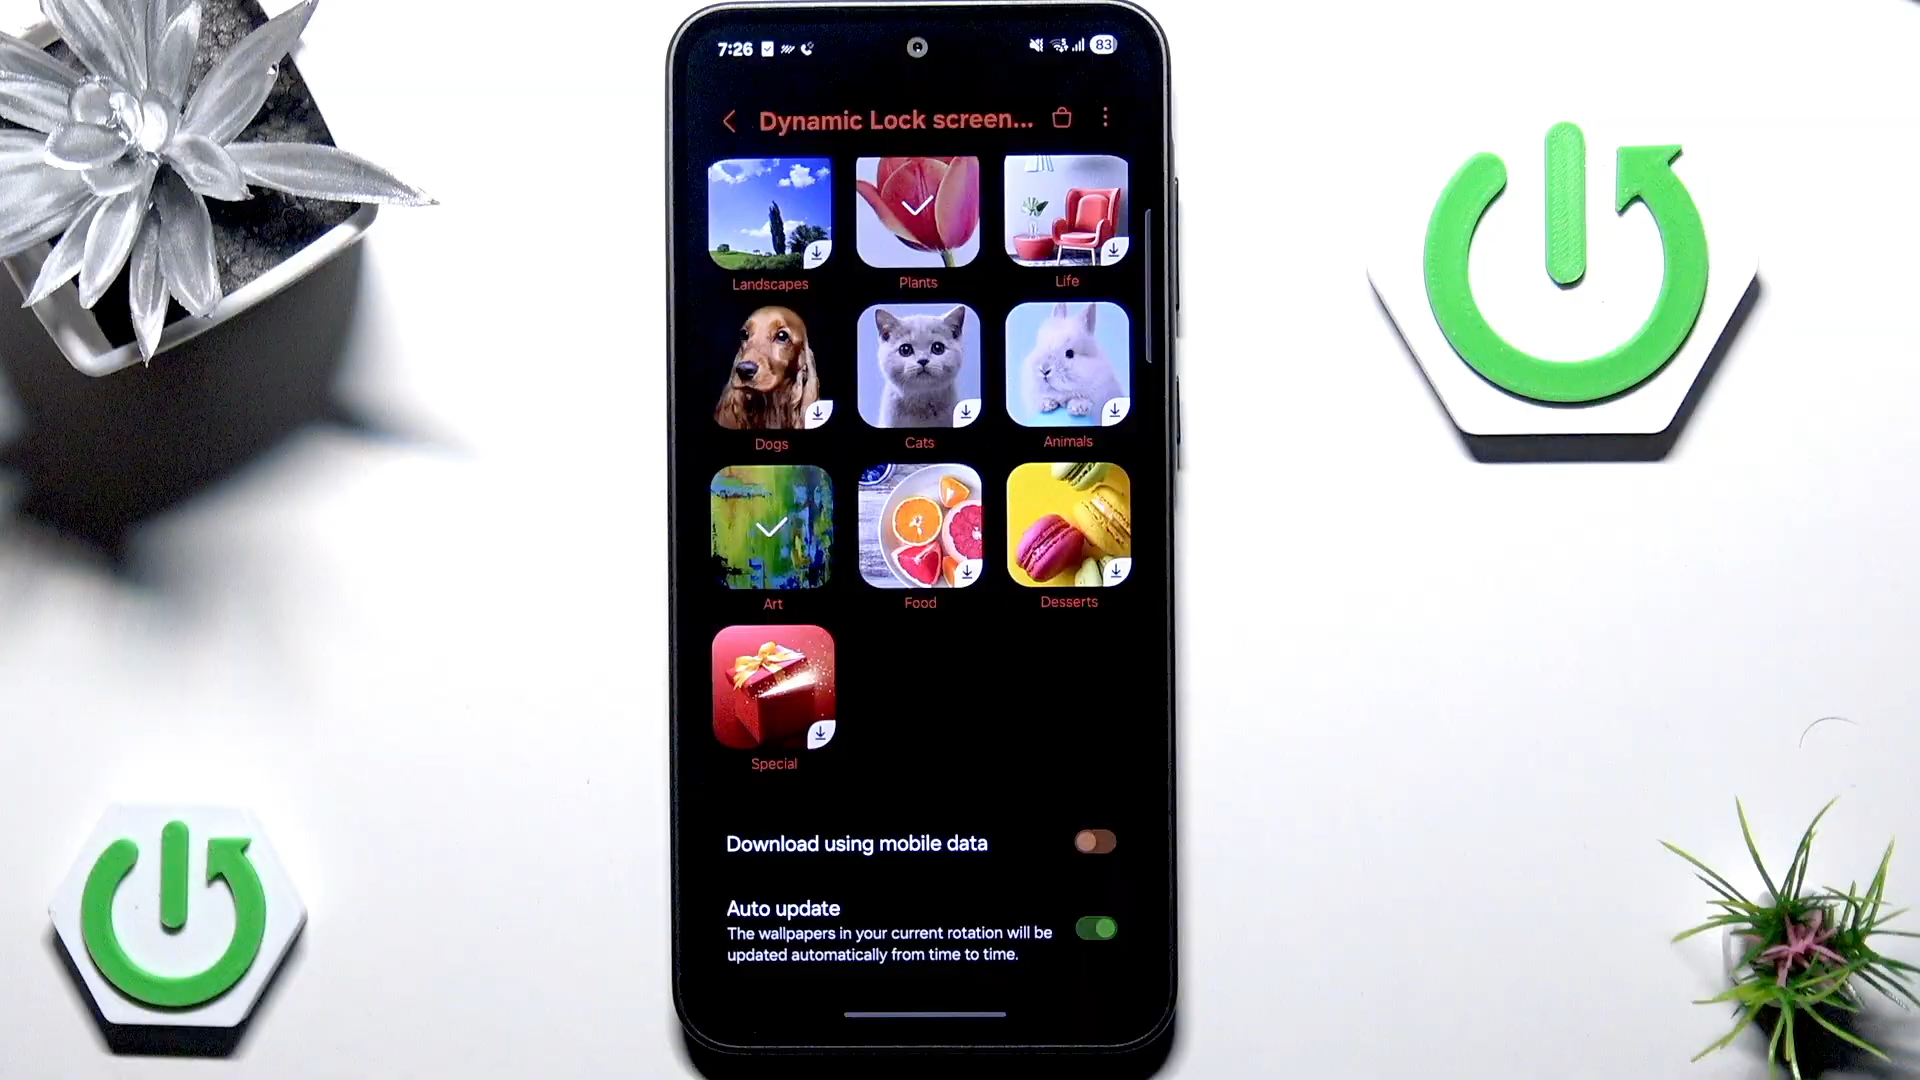 7:26
83
Dynamic Lock screen...
Landscapes
Plants
Life
Dogs
Cats
Animals
Art
Food
Desserts
Special
Download using mobile data
Auto update
The wallpapers in your current rotation will be
updated automatically from time to time.